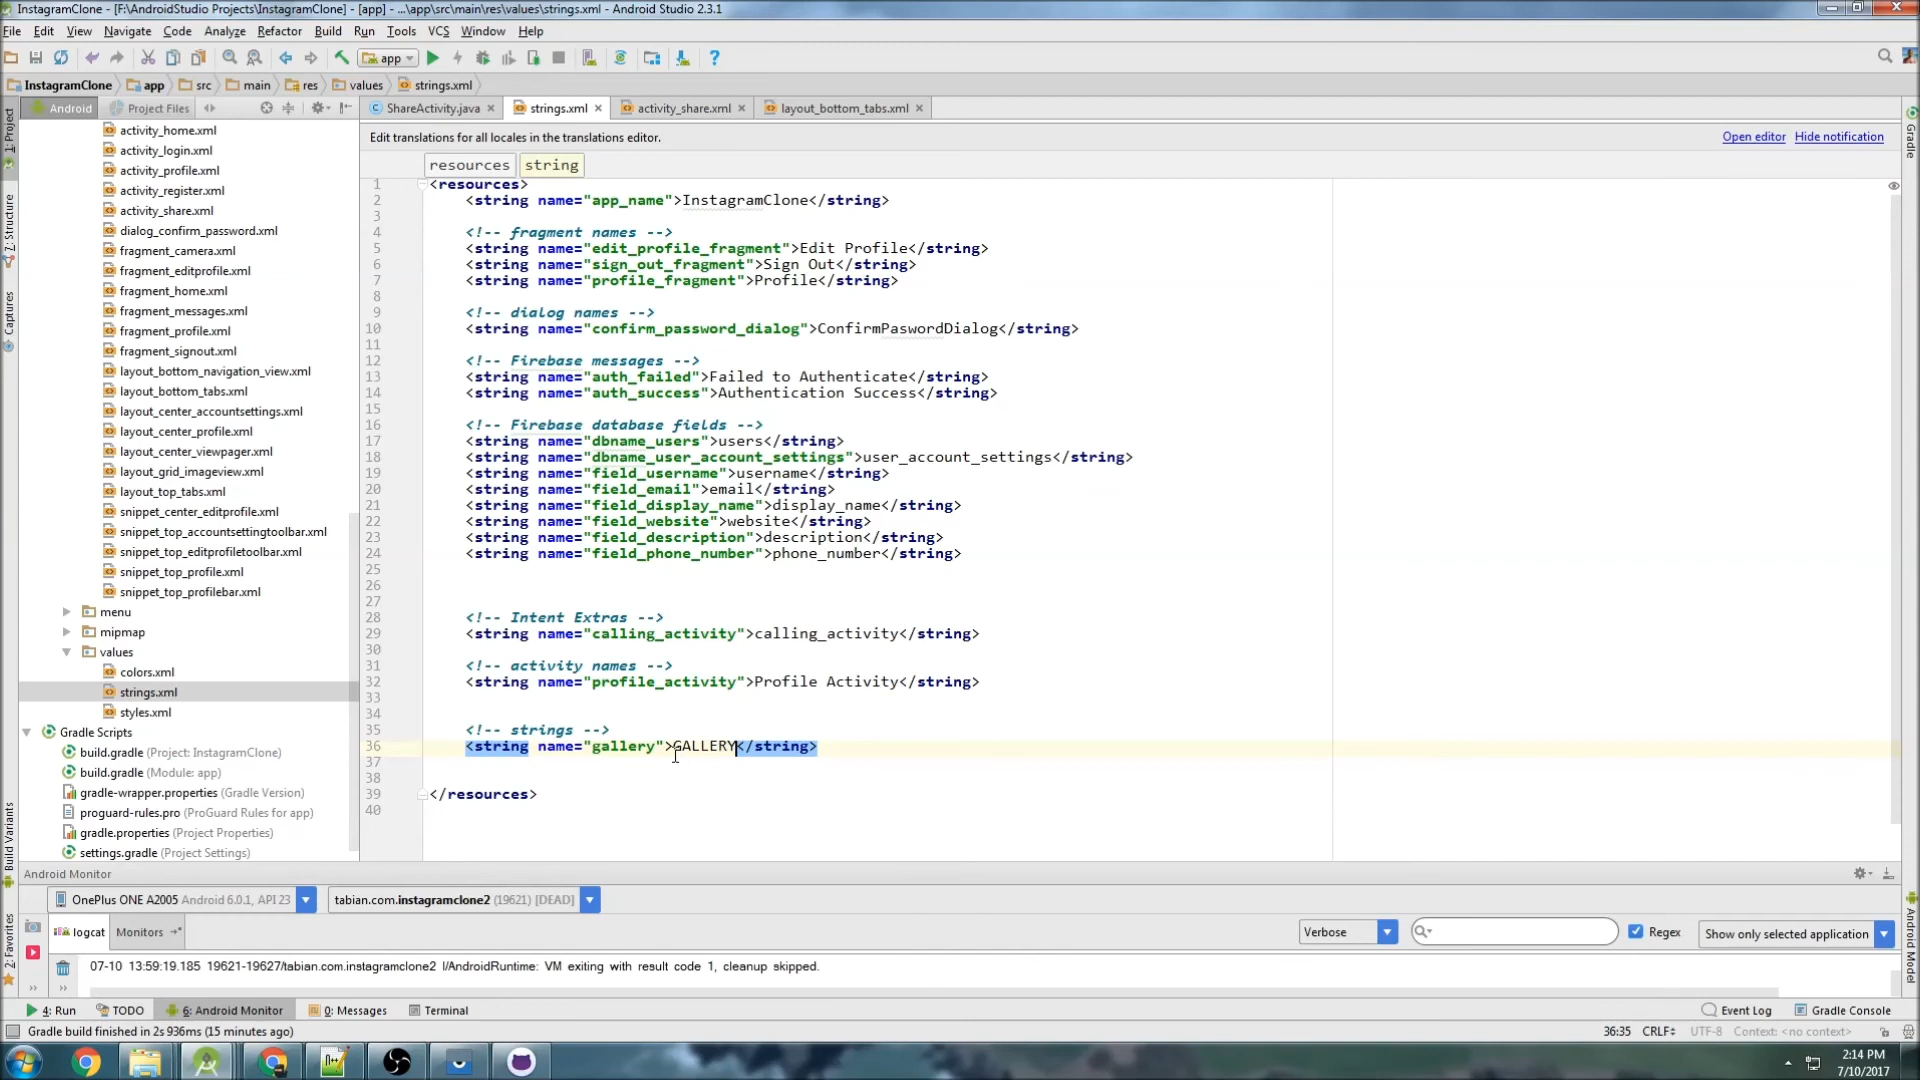 InstagramClone - [F:\AndroidStudio Projects\InstagramClone] - [app] - ...\app\src\main\res\values\strings.xml - Android Studio 2.3.1
File Edit View Navigate Code Analyze Refactor Build Run Tools VCS Window Help
app
InstagramClone app src main res values strings.xml
Android Project Files
ShareActivity.java strings.xml activity_share.xml layout_bottom_tabs.xml
Edit translations for all locales in the translations editor. Open editor Hide notification
resources string
1: Project
7: Structure
Captures
Build Variants
2: Favorites
Gradle
Android Model
activity_home.xml
activity_login.xml
activity_profile.xml
activity_register.xml
activity_share.xml
dialog_confirm_password.xml
fragment_camera.xml
fragment_editprofile.xml
fragment_home.xml
fragment_messages.xml
fragment_profile.xml
fragment_signout.xml
layout_bottom_navigation_view.xml
layout_bottom_tabs.xml
layout_center_accountsettings.xml
layout_center_profile.xml
layout_center_viewpager.xml
layout_grid_imageview.xml
layout_top_tabs.xml
snippet_center_editprofile.xml
snippet_top_accountsettingtoolbar.xml
snippet_top_editprofiletoolbar.xml
snippet_top_profile.xml
snippet_top_profilebar.xml
menu
mipmap
values
colors.xml
strings.xml
styles.xml
Gradle Scripts
build.gradle (Project: InstagramClone)
build.gradle (Module: app)
gradle-wrapper.properties (Gradle Version)
proguard-rules.pro (ProGuard Rules for app)
gradle.properties (Project Properties)
settings.gradle (Project Settings)
1 <resources>
2 <string name="app_name">InstagramClone</string>
3
4 <!-- fragment names -->
5 <string name="edit_profile_fragment">Edit Profile</string>
6 <string name="sign_out_fragment">Sign Out</string>
7 <string name="profile_fragment">Profile</string>
8
9 <!-- dialog names -->
10 <string name="confirm_password_dialog">ConfirmPaswordDialog</string>
11
12 <!-- Firebase messages -->
13 <string name="auth_failed">Failed to Authenticate</string>
14 <string name="auth_success">Authentication Success</string>
15
16 <!-- Firebase database fields -->
17 <string name="dbname_users">users</string>
18 <string name="dbname_user_account_settings">user_account_settings</string>
19 <string name="field_username">username</string>
20 <string name="field_email">email</string>
21 <string name="field_display_name">display_name</string>
22 <string name="field_website">website</string>
23 <string name="field_description">description</string>
24 <string name="field_phone_number">phone_number</string>
25
26
27
28 <!-- Intent Extras -->
29 <string name="calling_activity">calling_activity</string>
30
31 <!-- activity names -->
32 <string name="profile_activity">Profile Activity</string>
33
34
35 <!-- strings -->
36 <string name="gallery">GALLERY</string>
37
38
39 </resources>
40
Android Monitor
OnePlus ONE A2005 Android 6.0.1, API 23 tabian.com.instagramclone2 (19621) [DEAD]
logcat Monitors Verbose Regex Show only selected application
07-10 13:59:19.185 19621-19627/tabian.com.instagramclone2 I/AndroidRuntime: VM exiting with result code 1, cleanup skipped.
4: Run TODO 6: Android Monitor 0: Messages Terminal Event Log Gradle Console
Gradle build finished in 2s 936ms (15 minutes ago) 36:35 CRLF UTF-8 Context: <no context>
2:14 PM
7/10/2017